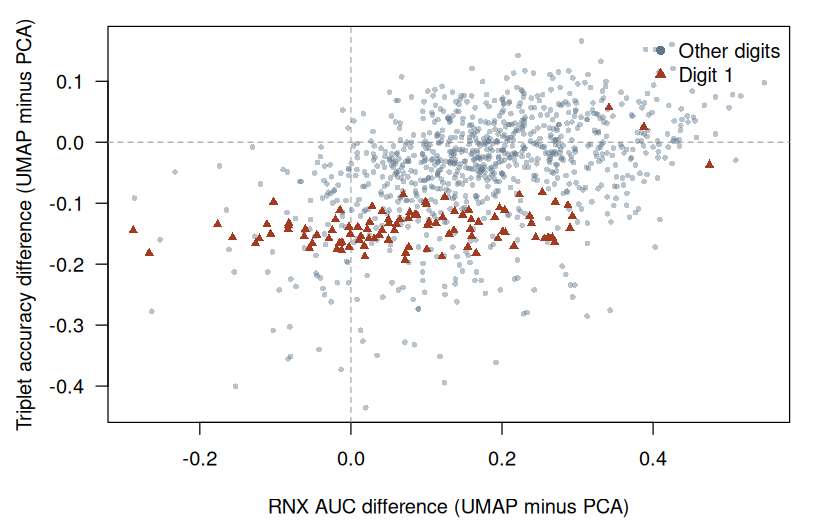 Triplet accuracy difference (UMAP minus PCA)
0.1
0.0
-0.1
-0.2
-0.3
-0.4
Other digits
Digit 1
-0.2 0.0 0.2 0.4
RNX AUC difference (UMAP minus PCA)